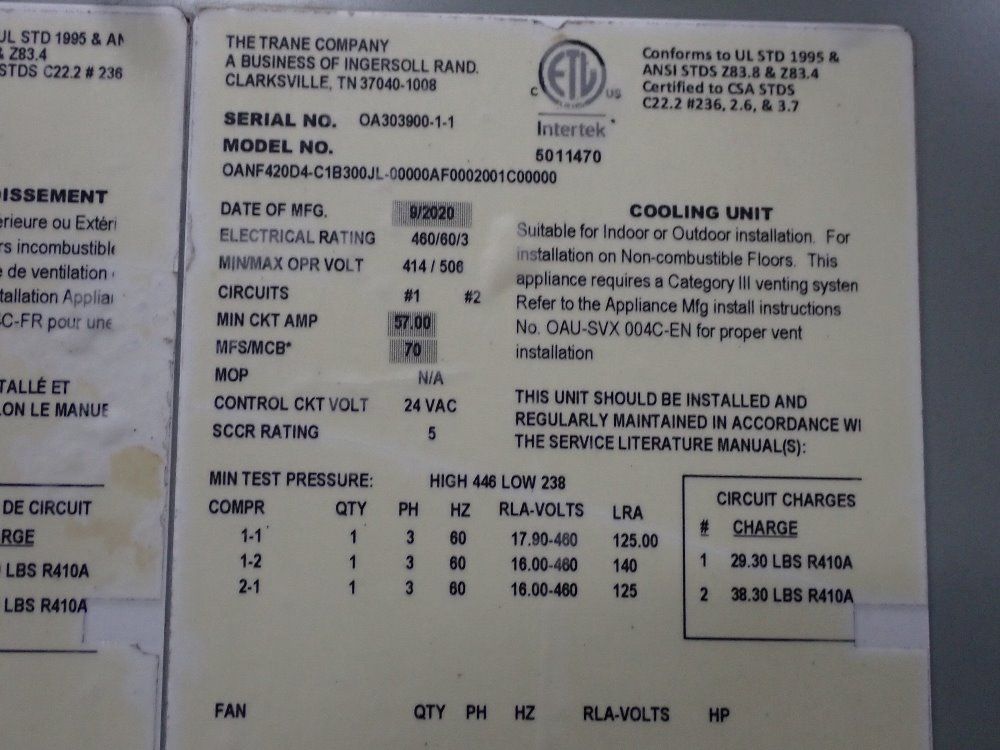 UL STD 1995 & AN
& Z83.4
STDS C22.2 # 236
ISSEMENT
érieure ou Extéri
rs incombustible
e de ventilation
tallation Applia
4C-FR pour une
TALLÉ ET
LON LE MANUE
DE CIRCUIT
RGE
LBS R410A
LBS R410A
THE TRANE COMPANY
A BUSINESS OF INGERSOLL RAND.
CLARKSVILLE, TN 37040-1008
SERIAL NO. OA303900-1-1
MODEL NO.
OANF420D4-C1B300JL-00000AF0002001C00000
C ETL US
Intertek
5011470
Conforms to UL STD 1995 &
ANSI STDS Z83.8 & Z83.4
Certified to CSA STDS
C22.2 #236, 2.6, & 3.7
DATE OF MFG. 9/2020
ELECTRICAL RATING 460/60/3
MIN/MAX OPR VOLT 414 / 506
CIRCUITS #1 #2
MIN CKT AMP 57.00
MFS/MCB* 70
MOP N/A
CONTROL CKT VOLT 24 VAC
SCCR RATING 5
COOLING UNIT
Suitable for Indoor or Outdoor installation. For
installation on Non-combustible Floors. This
appliance requires a Category III venting system
Refer to the Appliance Mfg install instructions
No. OAU-SVX 004C-EN for proper vent
installation
THIS UNIT SHOULD BE INSTALLED AND
REGULARLY MAINTAINED IN ACCORDANCE WI
THE SERVICE LITERATURE MANUAL(S):
MIN TEST PRESSURE: HIGH 446 LOW 238
COMPR QTY PH HZ RLA-VOLTS LRA
1-1 1 3 60 17.90-460 125.00
1-2 1 3 60 16.00-460 140
2-1 1 3 60 16.00-460 125
CIRCUIT CHARGES
# CHARGE
1 29.30 LBS R410A
2 38.30 LBS R410A
FAN QTY PH HZ RLA-VOLTS HP